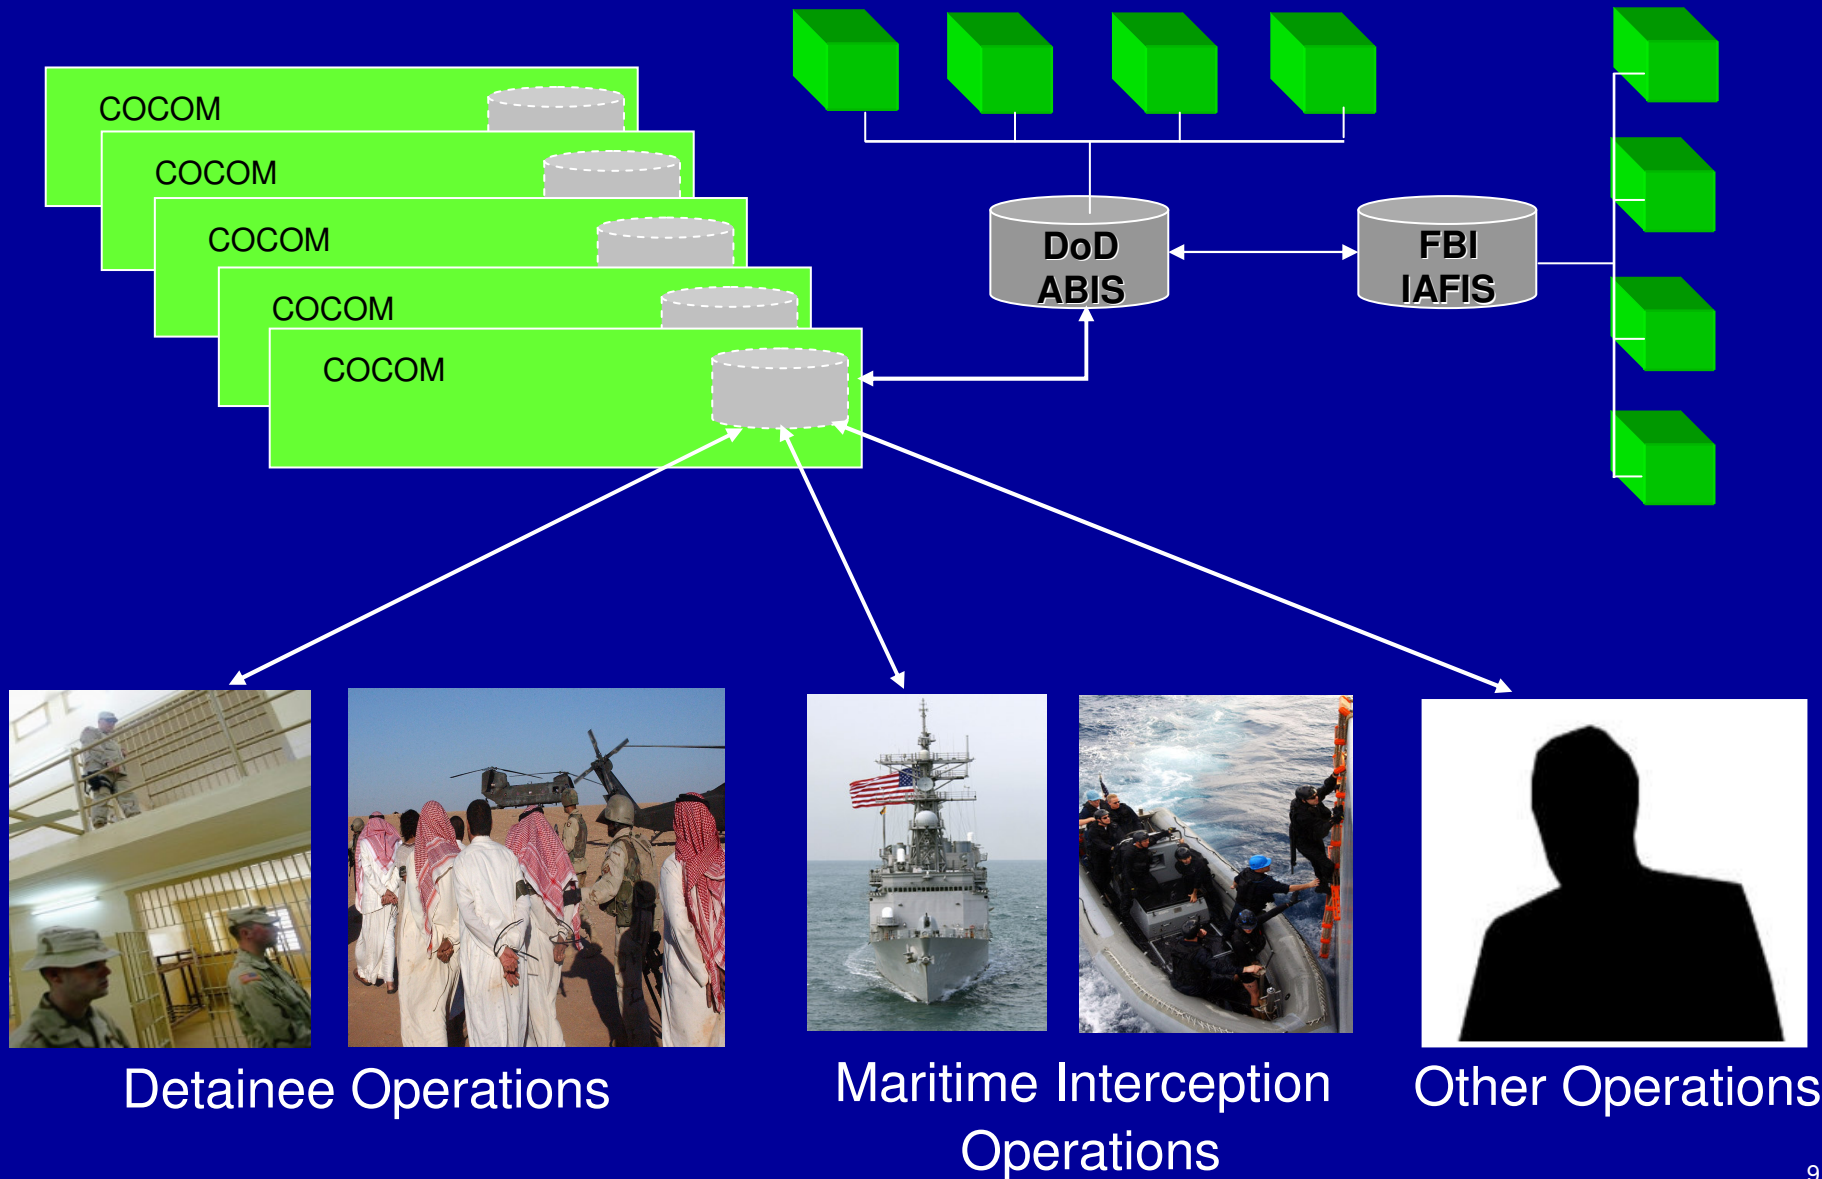 COCOM
COCOM
COCOM
COCOM
COCOM
DoD
ABIS
FBI
IAFIS
Detainee Operations
Maritime Interception
Operations
Other Operations
9